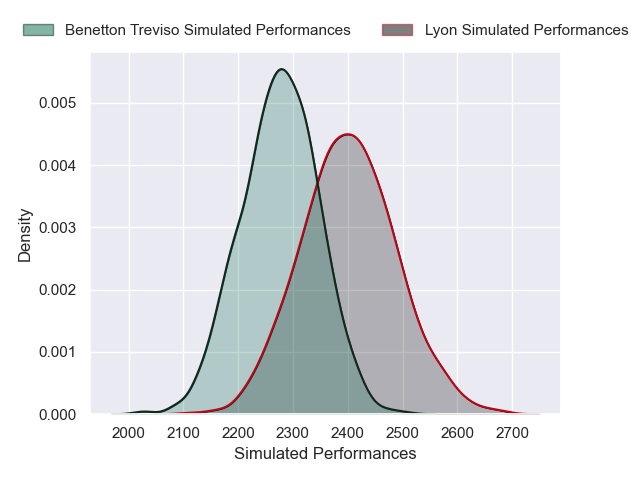 Benetton Treviso Simulated Performances Lyon Simulated Performances
0.005
0.004
0.003
0.002
0.001
0.000
Density
2000 2100 2200 2300 2400 2500 2600 2700
Simulated Performances